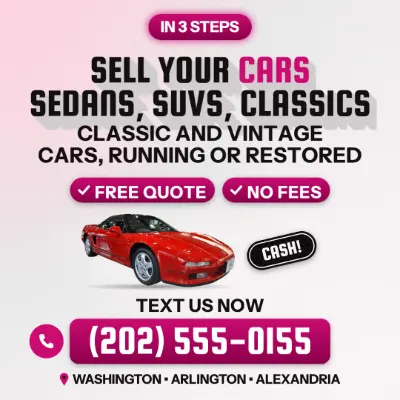 IN 3 STEPS
SELL YOUR CARS
SEDANS, SUVS, CLASSICS
CLASSIC AND VINTAGE
CARS, RUNNING OR RESTORED
FREE QUOTE NO FEES
CASH!
TEXT US NOW
(202) 555-0155
WASHINGTON • ARLINGTON • ALEXANDRIA